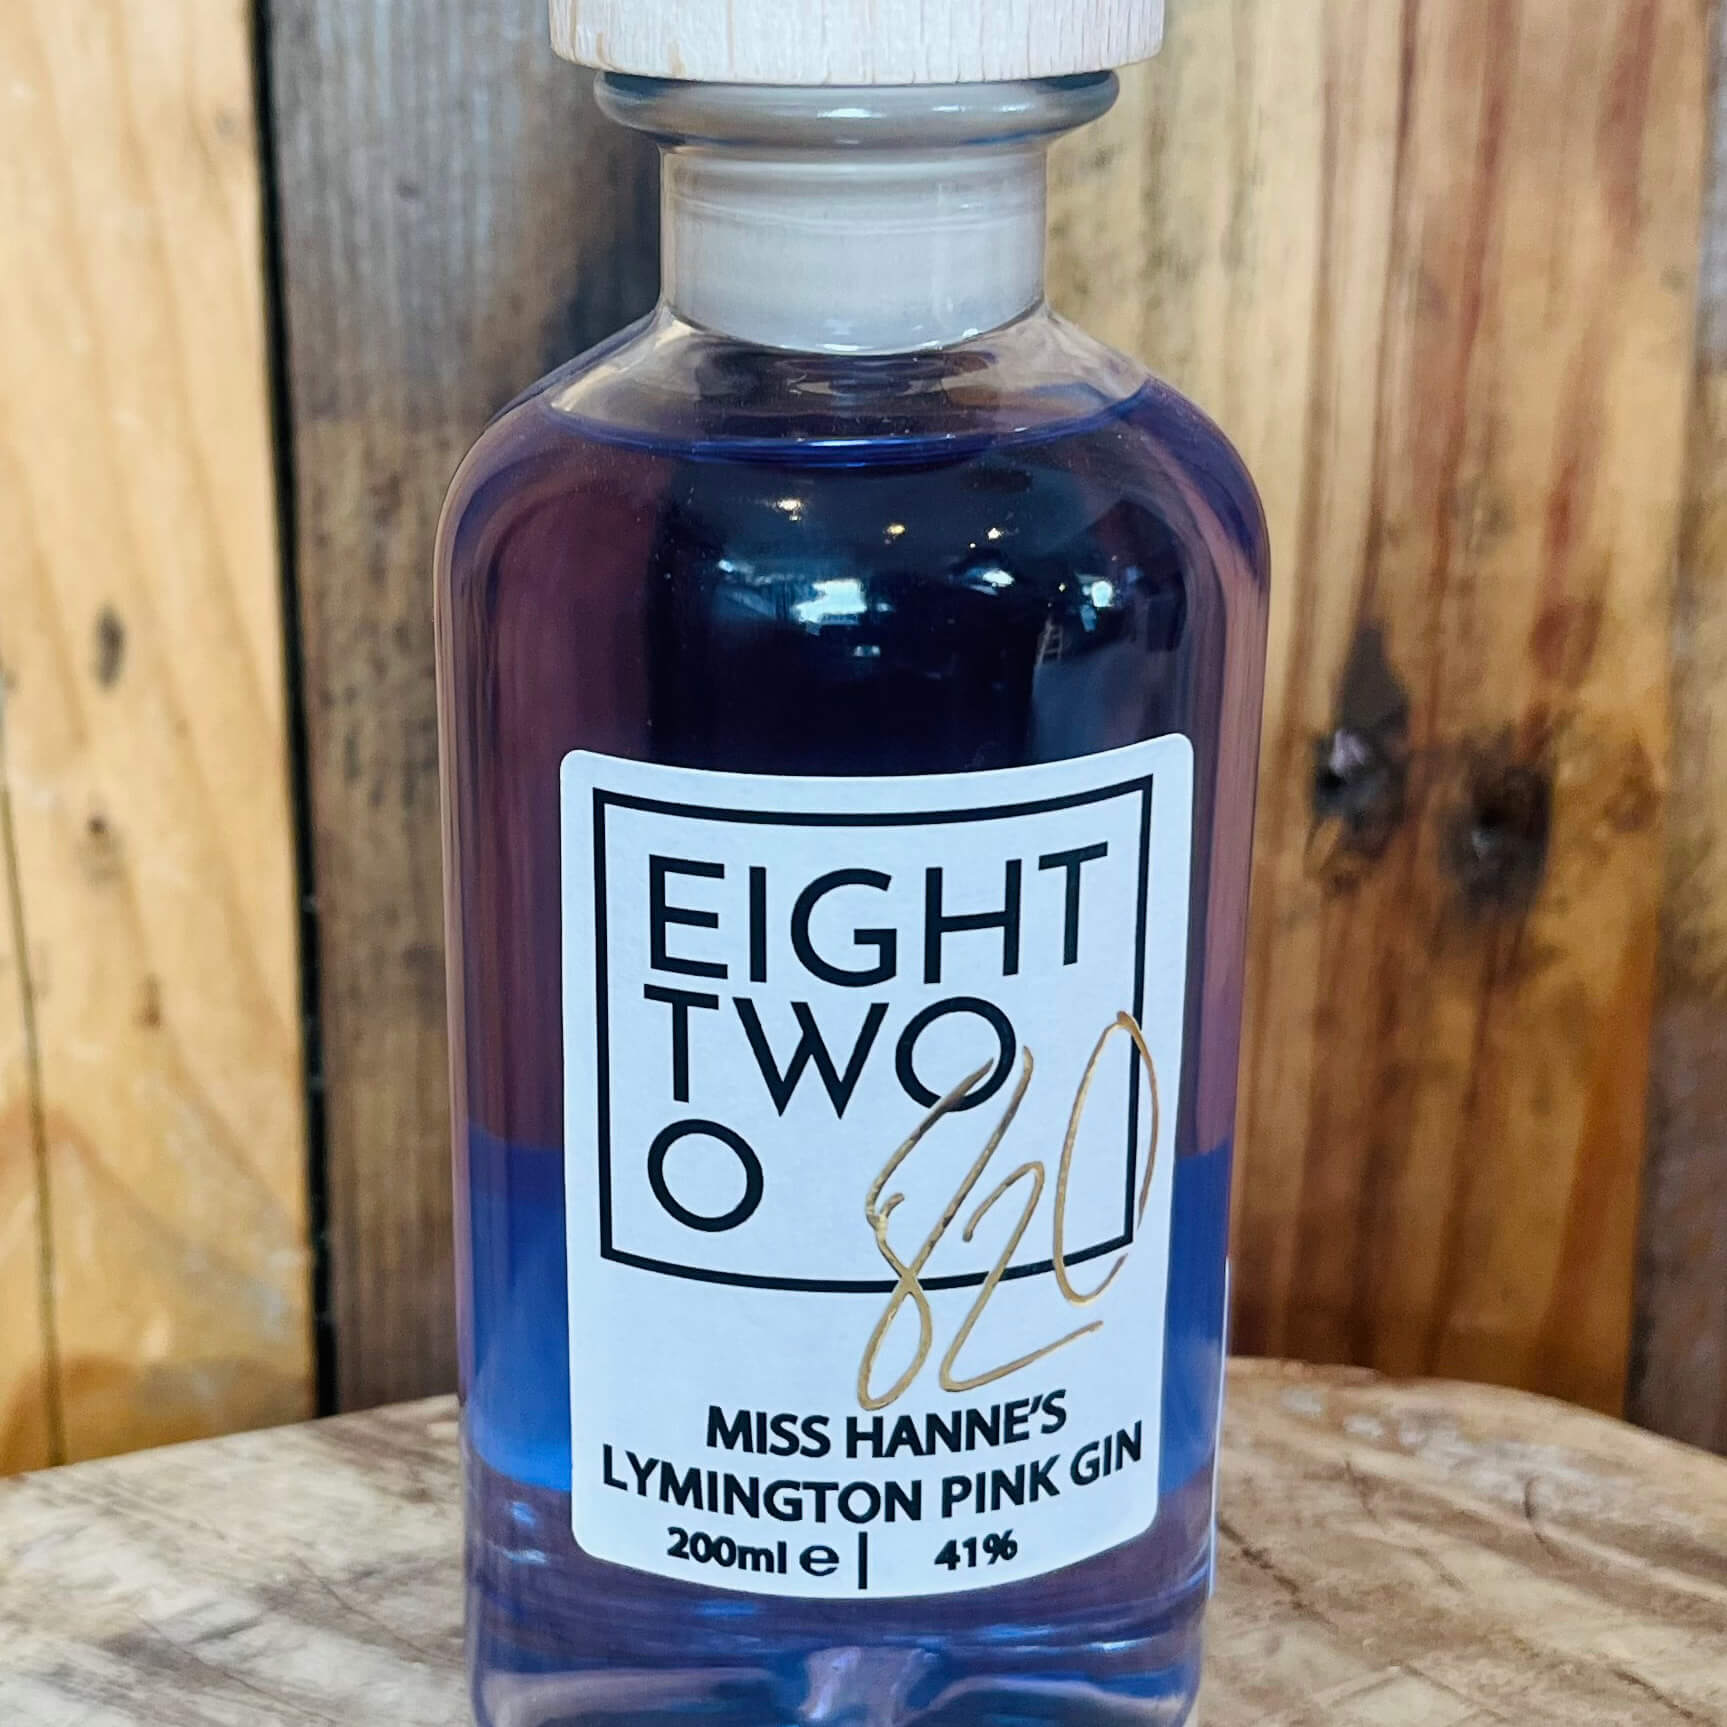 EIGHT
TWO
O
820
MISS HANNE'S
LYMINGTON PINK GIN
200ml ℮ | 41%